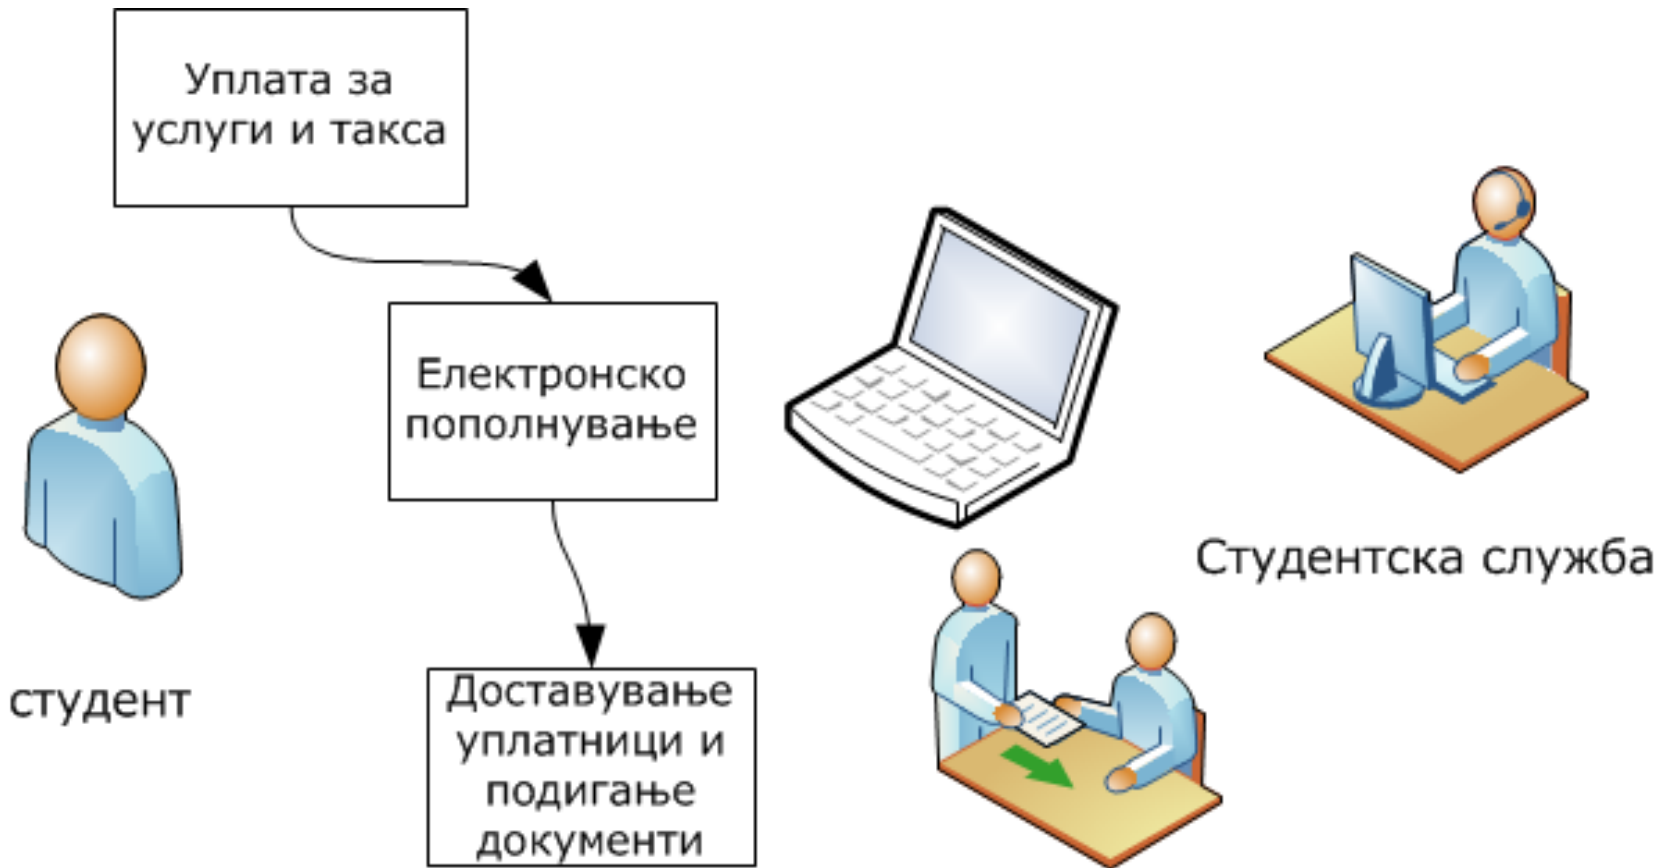 Уплата за
услуги и такса
Електронско
пополнување
Студентска служба
студент
Доставување
уплатници и
подигање
документи